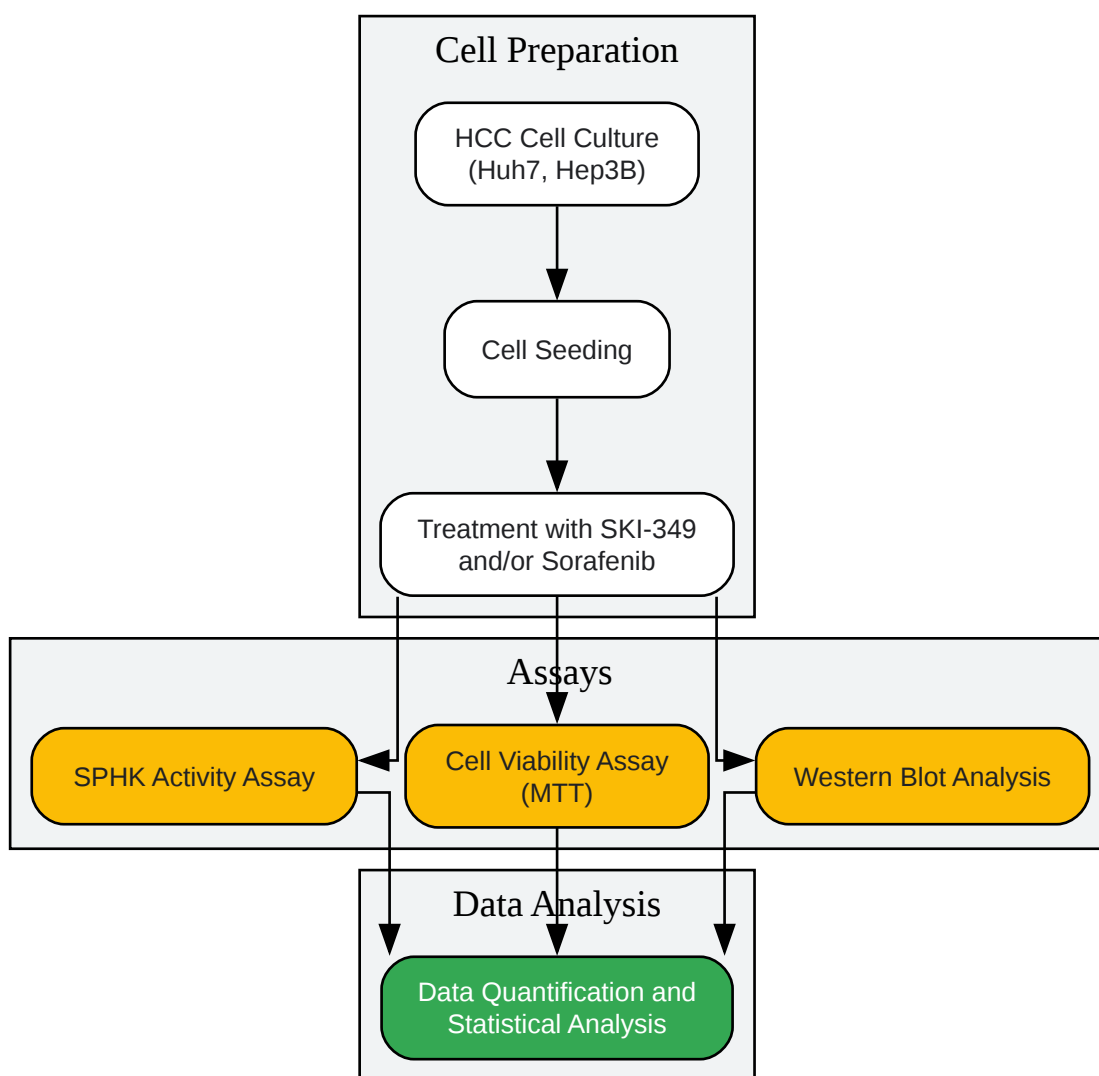 Cell Preparation
HCC Cell Culture
(Huh7, Hep3B)
Cell Seeding
Treatment with SKI-349
and/or Sorafenib
Assays
SPHK Activity Assay
Cell Viability Assay
(MTT)
Western Blot Analysis
Data Analysis
Data Quantification and
Statistical Analysis